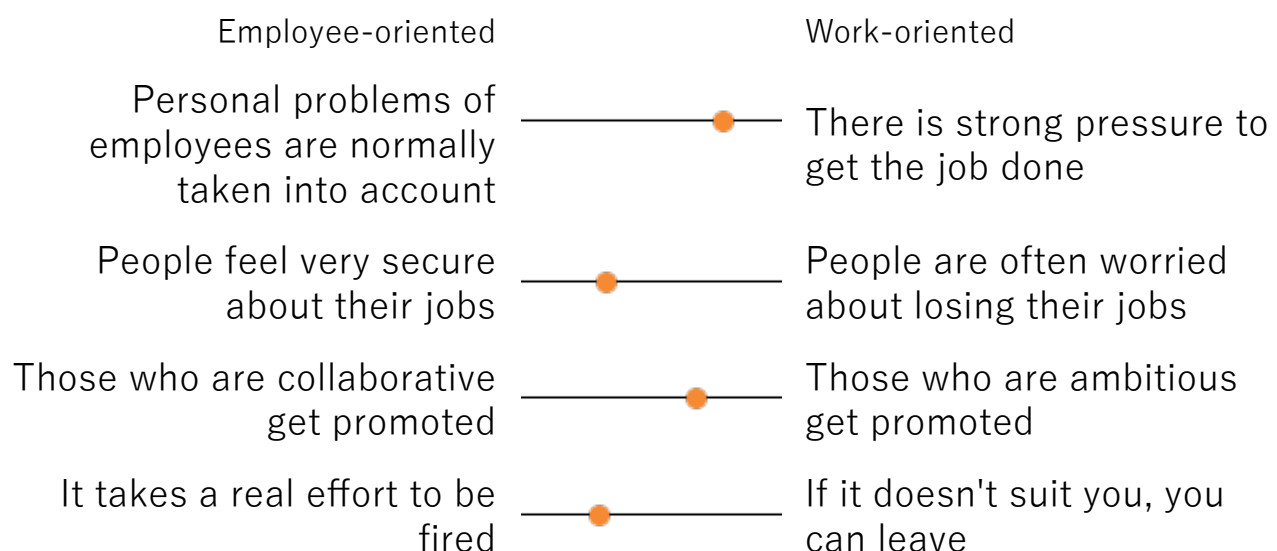 Employee-oriented
Work-oriented
Personal problems of
employees are normally
taken into account
There is strong pressure to
get the job done
People feel very secure
about their jobs
People are often worried
about losing their jobs
Those who are collaborative
get promoted
Those who are ambitious
get promoted
It takes a real effort to be
fired
If it doesn't suit you, you
can leave